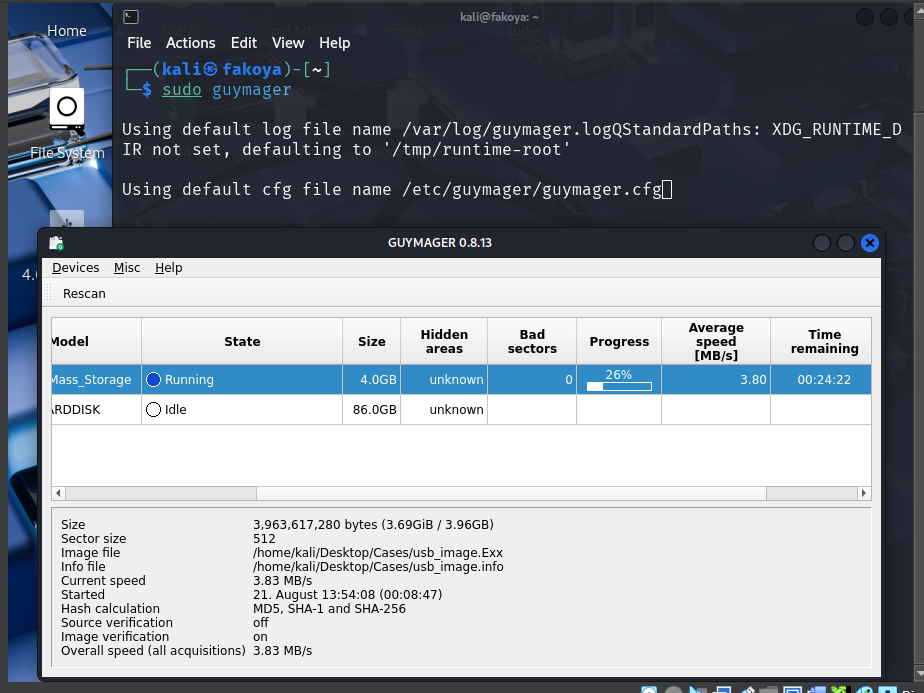 kali@fakoya: ~
Home
File Actions Edit View Help
(kali㉿fakoya)-[~]
$ sudo guymager
Using default log file name /var/log/guymager.logQStandardPaths: XDG_RUNTIME_D
IR not set, defaulting to '/tmp/runtime-root'
File System
Using default cfg file name /etc/guymager/guymager.cfg
GUYMAGER 0.8.13
Devices Misc Help
4.
Rescan
Model State Size Hidden areas Bad sectors Progress Average speed [MB/s] Time remaining
Mass_Storage Running 4.0GB unknown 0 26% 3.80 00:24:22
ARDDISK Idle 86.0GB unknown
Size 3,963,617,280 bytes (3.69GiB / 3.96GB)
Sector size 512
Image file /home/kali/Desktop/Cases/usb_image.Exx
Info file /home/kali/Desktop/Cases/usb_image.info
Current speed 3.83 MB/s
Started 21. August 13:54:08 (00:08:47)
Hash calculation MD5, SHA-1 and SHA-256
Source verification off
Image verification on
Overall speed (all acquisitions) 3.83 MB/s